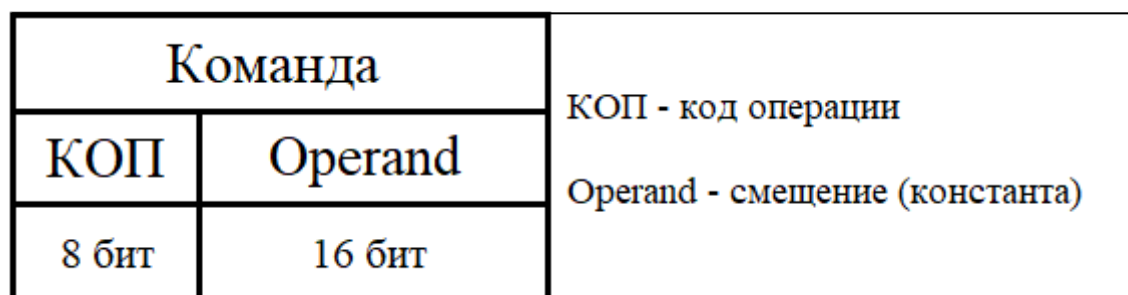 Команда
КОП Operand
8 бит 16 бит
КОП - код операции
Operand - смещение (константа)